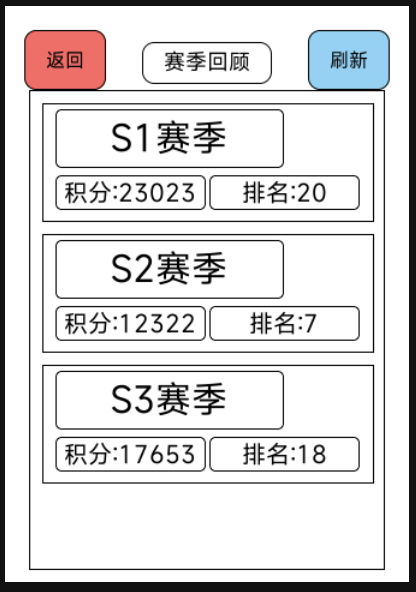 返回
赛季回顾
刷新
S1赛季
积分:23023
排名:20
S2赛季
积分:12322
排名:7
S3赛季
积分:17653
排名:18